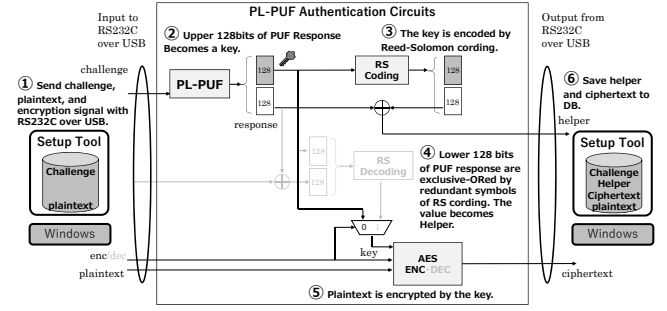 PL-PUF Authentication Circuits
Input to
RS232C
over USB
Output from
RS232C
over USB
② Upper 128bits of PUF Response
Becomes a key.
③ The key is encoded by
Reed-Solomon cording.
challenge
① Send challenge,
plaintext, and
encryption signal with
RS232C over USB.
PL-PUF
128
128
response
RS
Coding
128
128
⑥ Save helper
and ciphertext to
DB.
helper
Setup Tool
Challenge
plaintext
Windows
128
128
RS
Decoding
④ Lower 128 bits
of PUF response are
exclusive-ORed by
redundant symbols
of RS cording. The
value becomes
Helper.
Setup Tool
Challenge
Helper
Ciphertext
plaintext
Windows
0 1
enc/dec
key
plaintext
AES
ENC·DEC
ciphertext
⑤ Plaintext is encrypted by the key.